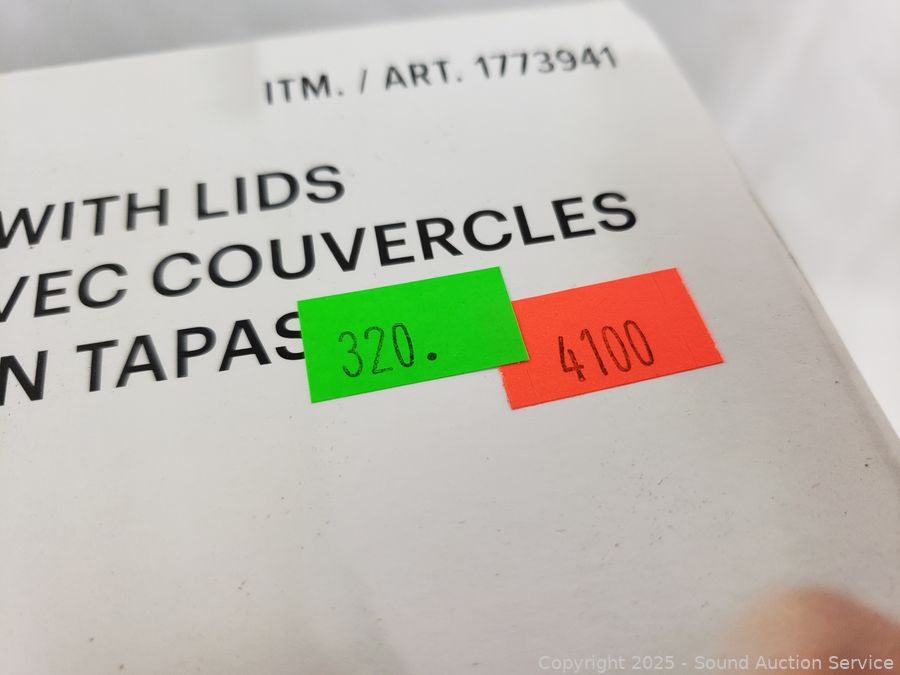 ITM. / ART. 1773941
WITH LIDS
VEC COUVERCLES
N TAPAS
320.
4100
Copyright 2025 - Sound Auction Service